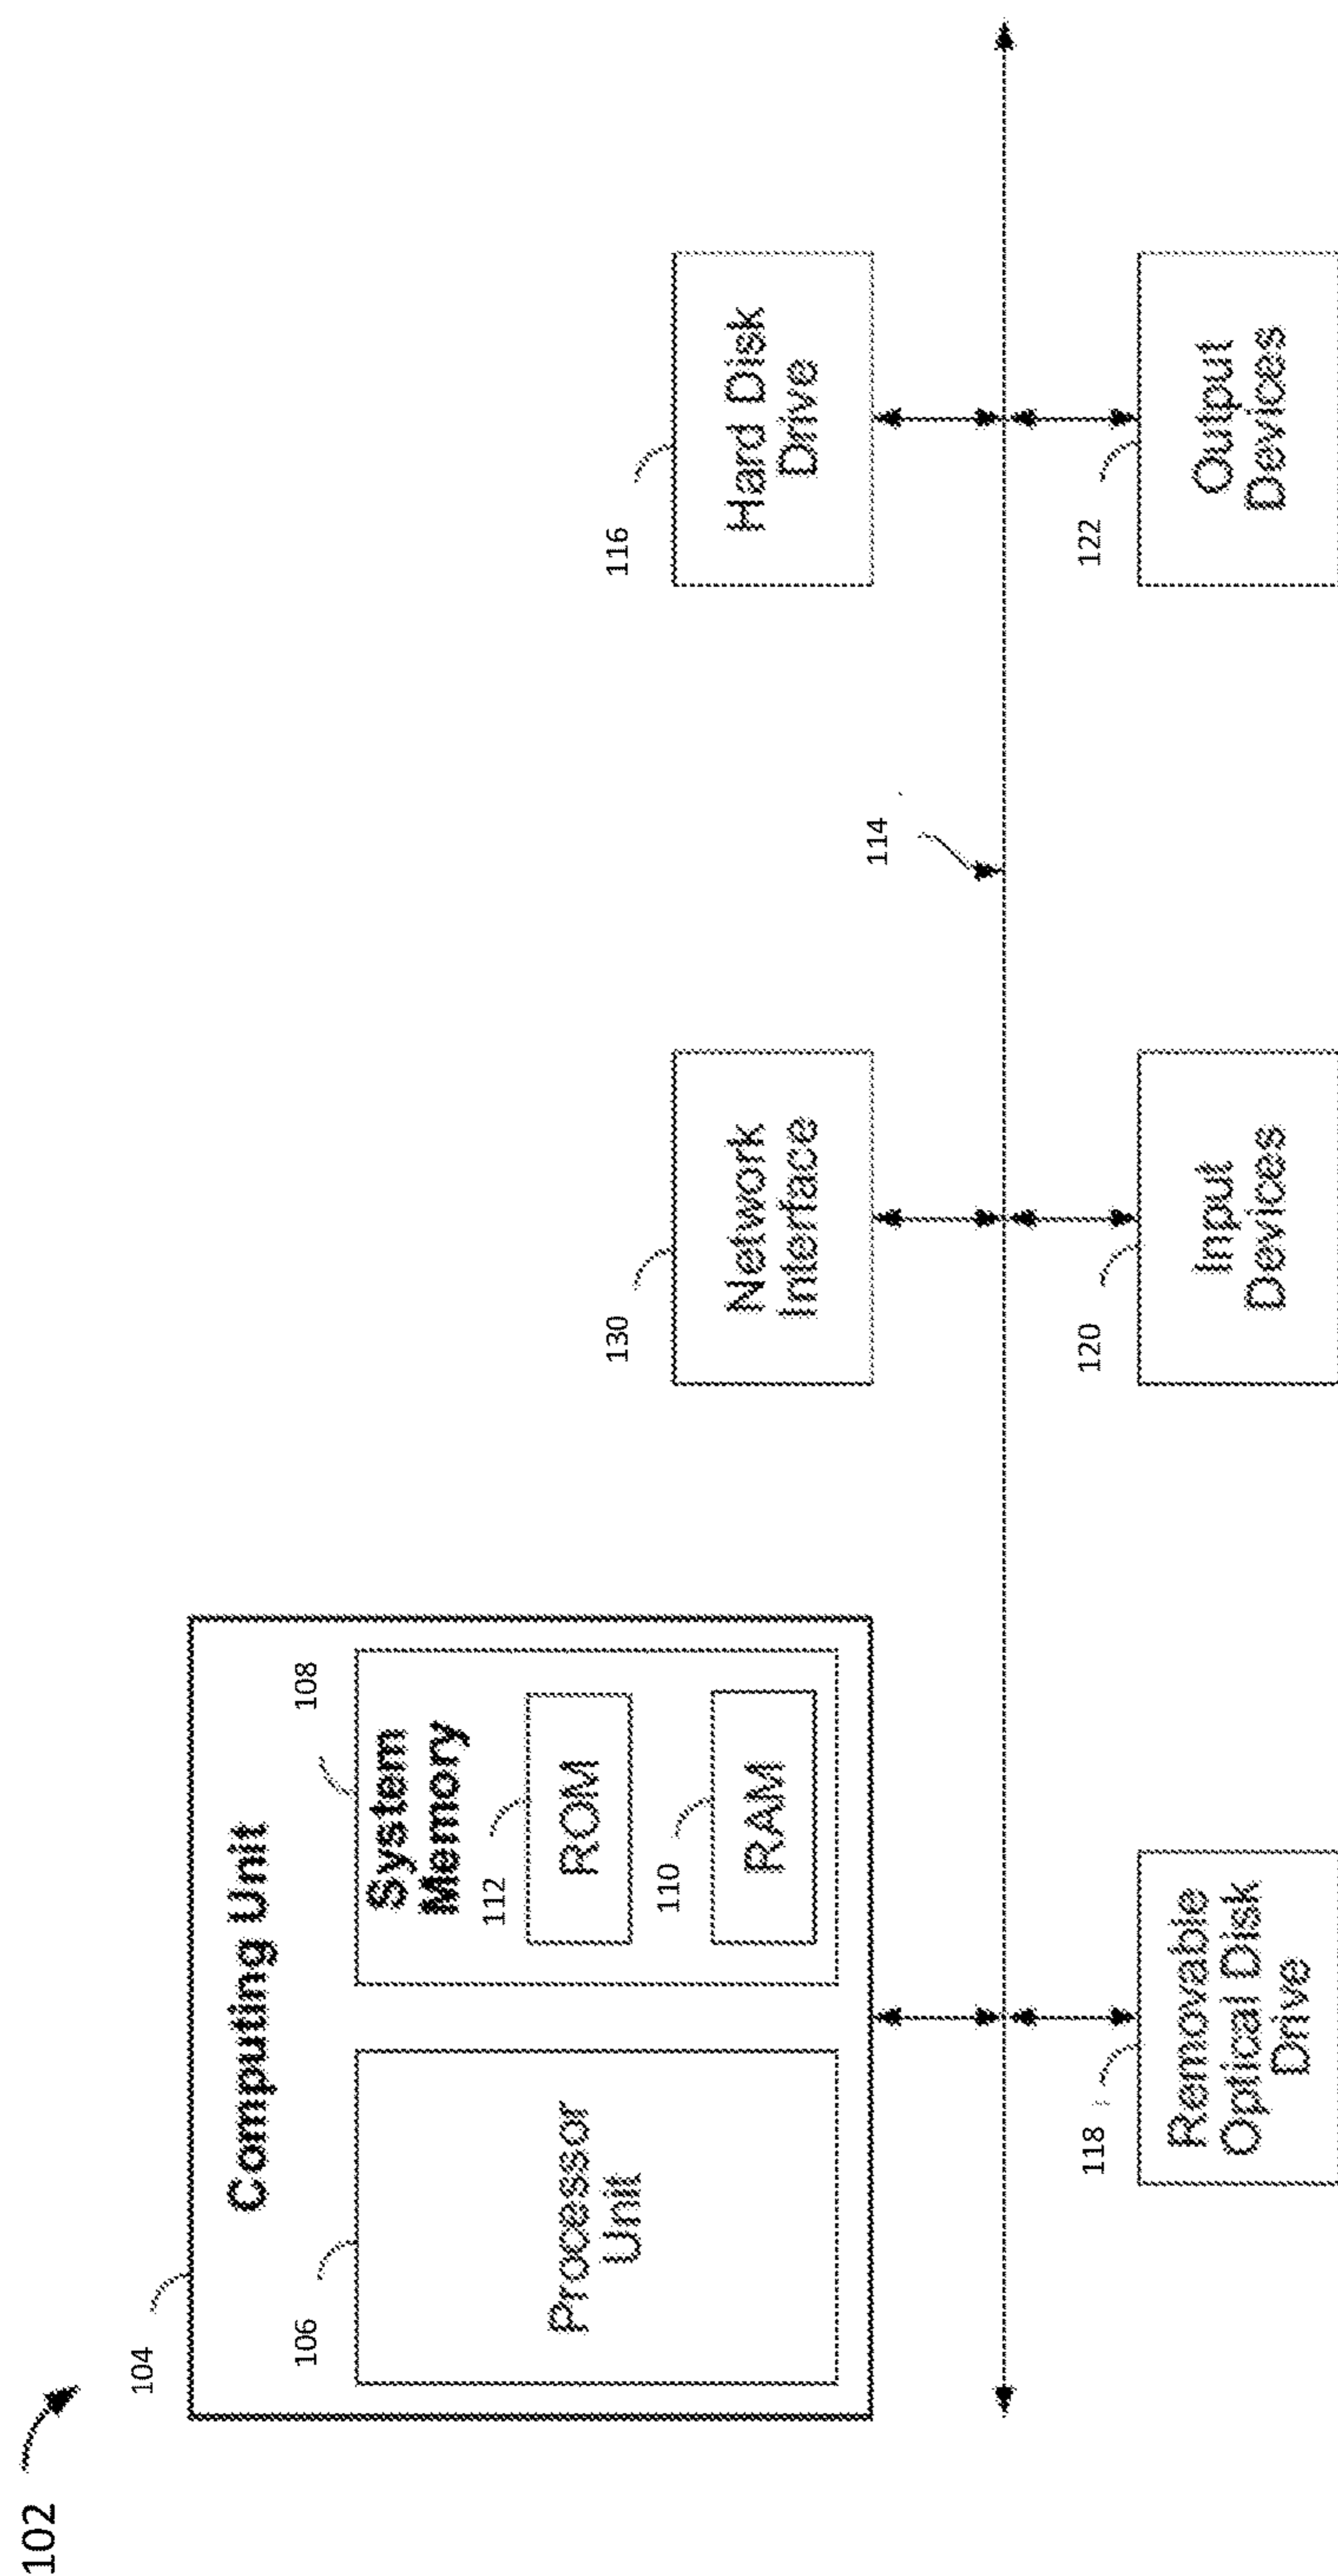 102
104
Computing Unit
106
Processor
Unit
108
System
Memory
112
ROM
110
RAM
130
Network
Interface
116
Hard Disk
Drive
114
118
Removable
Optical Disk
Drive
120
Input
Devices
122
Output
Devices